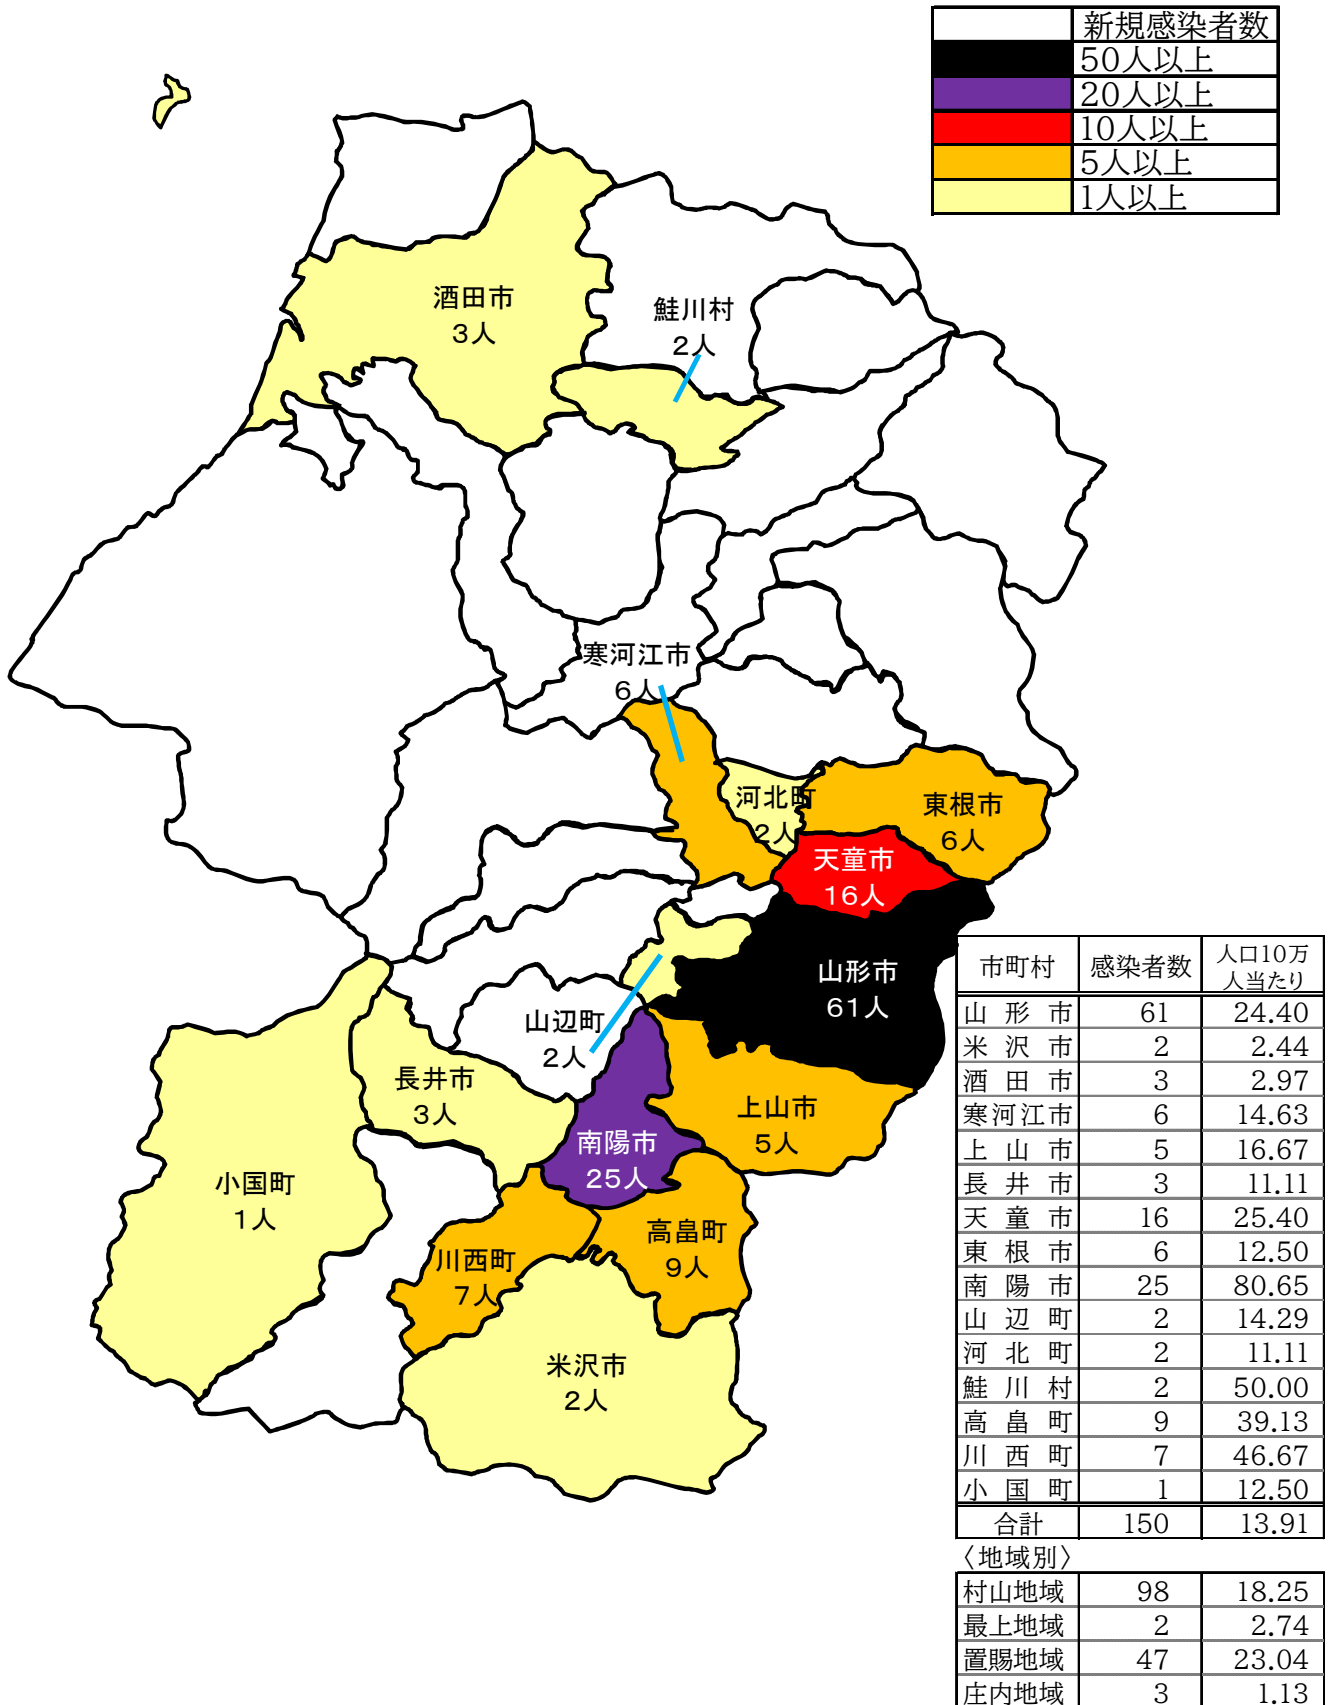 新規感染者数
50人以上
20人以上
10人以上
5人以上
1人以上
酒田市
3人
鮭川村
2人
寒河江市
6人
河北町
2人
東根市
6人
天童市
16人
山形市
61人
山辺町
2人
長井市
3人
上山市
5人
南陽市
25人
小国町
1人
高畠町
9人
川西町
7人
米沢市
2人
市町村 感染者数 人口10万
人当たり
山形市 61 24.40
米沢市 2 2.44
酒田市 3 2.97
寒河江市 6 14.63
上山市 5 16.67
長井市 3 11.11
天童市 16 25.40
東根市 6 12.50
南陽市 25 80.65
山辺町 2 14.29
河北町 2 11.11
鮭川村 2 50.00
高畠町 9 39.13
川西町 7 46.67
小国町 1 12.50
合計 150 13.91
〈地域別〉
村山地域 98 18.25
最上地域 2 2.74
置賜地域 47 23.04
庄内地域 3 1.13